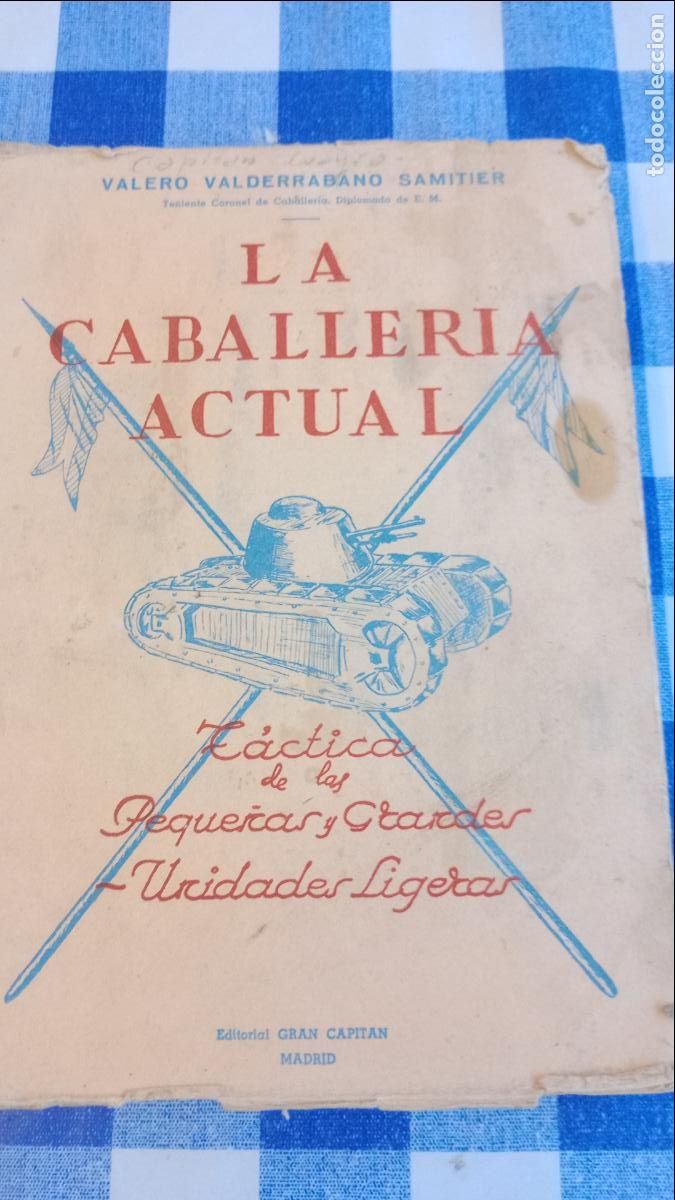 Capitan
VALERO VALDERRABANO SAMITIER
Teniente Coronel de Caballería. Diplomado de E. M.
LA
CABALLERIA
ACTUAL
Táctica
de las
Pequeñas y Grandes
- Unidades Ligeras
Editorial GRAN CAPITAN
MADRID
todocoleccion